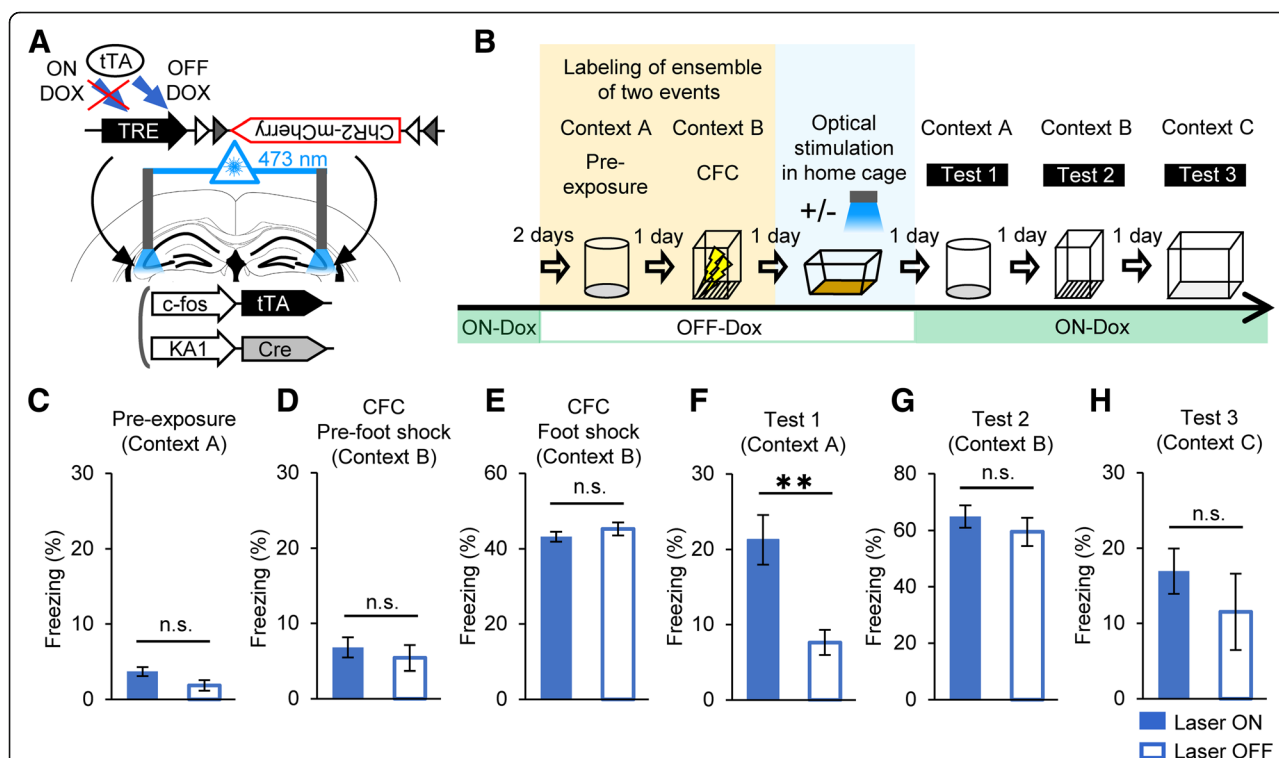 A
ON
DOX
tTA
OFF
DOX
TRE
ChR2-mCherry
473 nm
c-fos
tTA
KA1
Cre
B
Labeling of ensemble
of two events
Context A
Context B
Pre-
exposure
CFC
Optical
stimulation
in home cage
+/-
Context A
Context B
Context C
Test 1
Test 2
Test 3
2 days
1 day
1 day
1 day
1 day
1 day
ON-Dox
OFF-Dox
ON-Dox
C
Pre-exposure
(Context A)
Freezing (%)
30
20
10
0
n.s.
D
CFC
Pre-foot shock
(Context B)
Freezing (%)
30
20
10
0
n.s.
E
CFC
Foot shock
(Context B)
Freezing (%)
60
40
20
0
n.s.
F
Test 1
(Context A)
Freezing (%)
30
20
10
0
**
G
Test 2
(Context B)
Freezing (%)
80
60
40
20
0
n.s.
H
Test 3
(Context C)
Freezing (%)
30
20
10
0
n.s.
Laser ON
Laser OFF